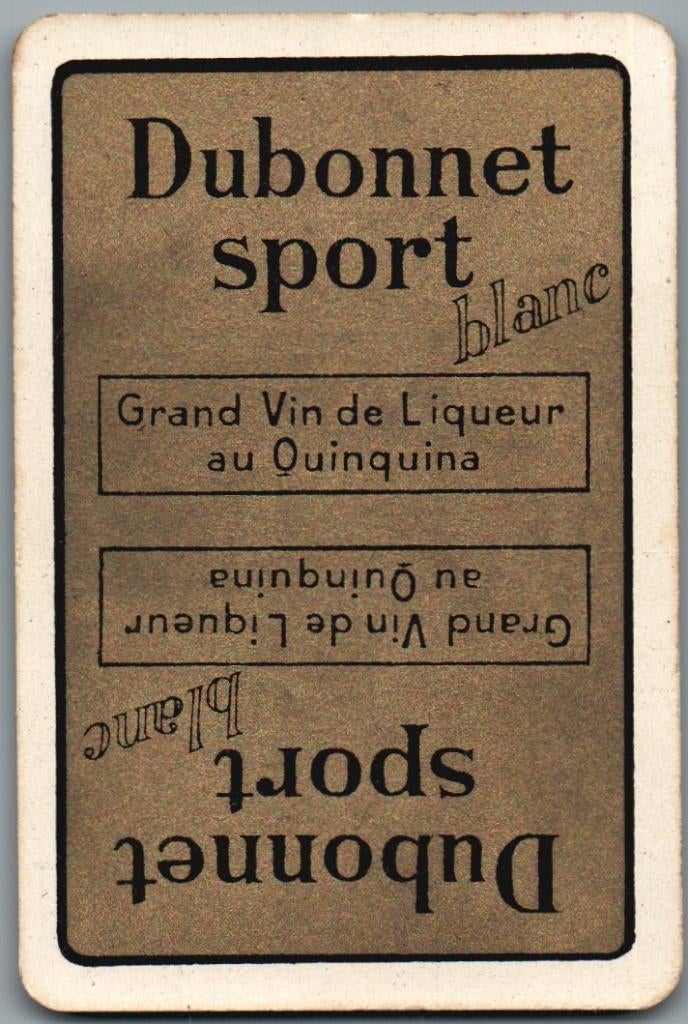 Dubonnet
sport
blanc
Grand Vin de Liqueur
au Quinquina
Grand Vin de Liqueur
au Quinquina
blanc
sport
Dubonnet